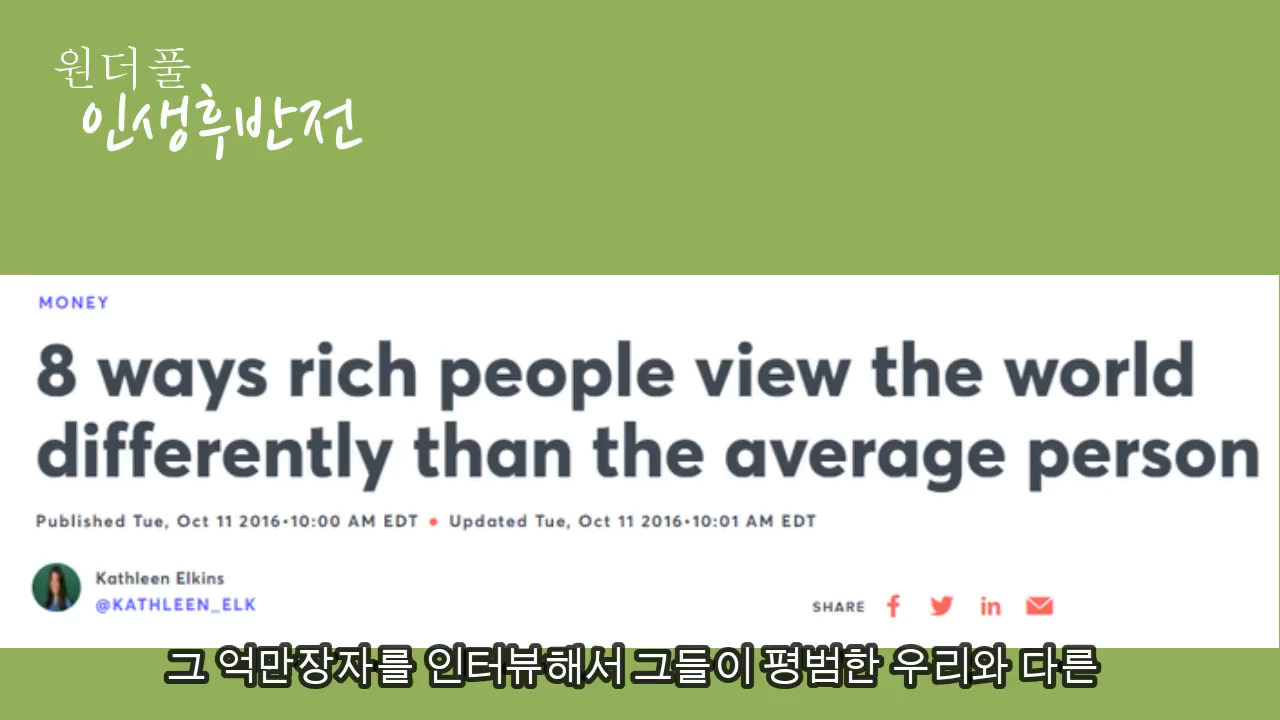 원더풀
인생후반전
MONEY
8 ways rich people view the world
differently than the average person
Published Tue, Oct 11 2016•10:00 AM EDT • Updated Tue, Oct 11 2016•10:01 AM EDT
Kathleen Elkins
@KATHLEEN_ELK
SHARE
그 억만장자를 인터뷰해서 그들이 평범한 우리와 다른